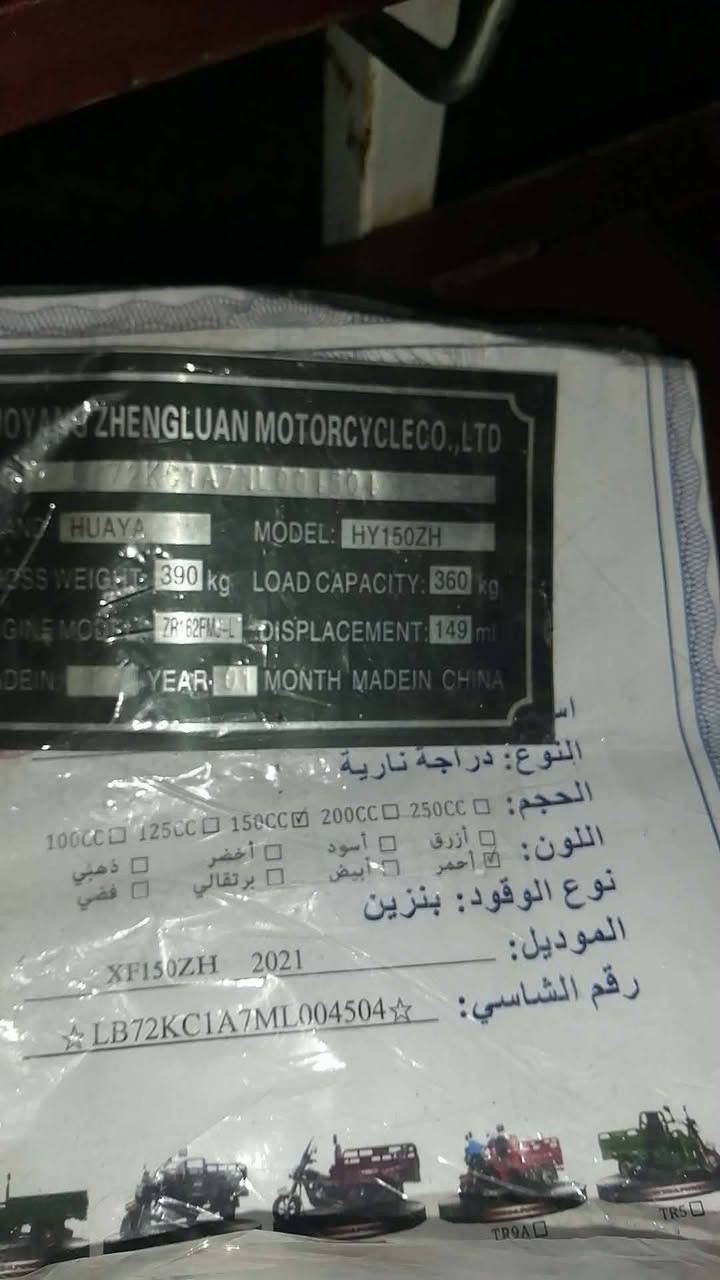 ZHENGLUAN MOTORCYCLECO.,LTD
HUAYA MODEL: HY150ZH
WEIGHT: 390 kg LOAD CAPACITY: 360 kg
DISPLACEMENT: 149 ml
YEAR 01 MONTH MADEIN CHINA
النوع: دراجة نارية
الحجم: 250CC 200CC 150CC 125CC 100CC
اللون: أزرق أسود أخضر ذهبي
أحمر أبيض برتقالي فضي
نوع الوقود: بنزين
الموديل: XF150ZH 2021
رقم الشاسي: ☆LB72KC1A7ML004504☆
TR9A TR5